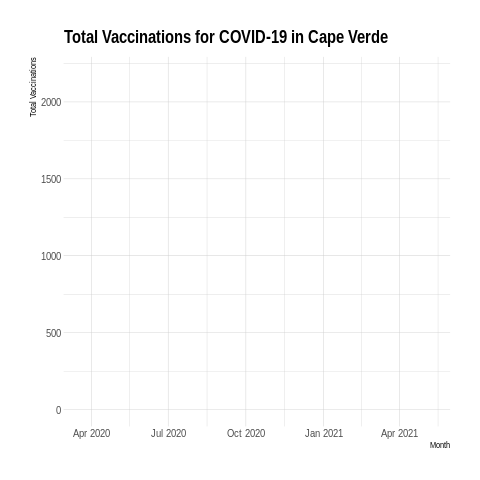 Total Vaccinations for COVID-19 in Cape Verde
Total Vaccinations
2000
1500
1000
500
0
Apr 2020 Jul 2020 Oct 2020 Jan 2021 Apr 2021
Month